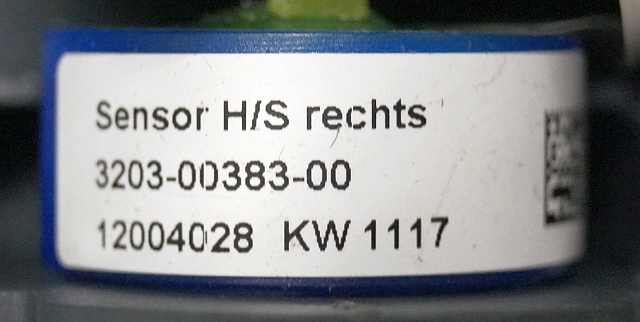 Sensor H/S rechts
3203-00383-00
12004028 KW 1117